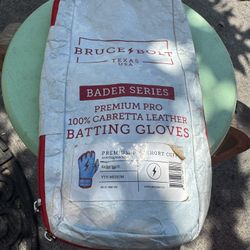 BRUCE BOLT
TEXAS
USA
BADER SERIES
PREMIUM PRO
100% CABRETTA LEATHER
BATTING GLOVES